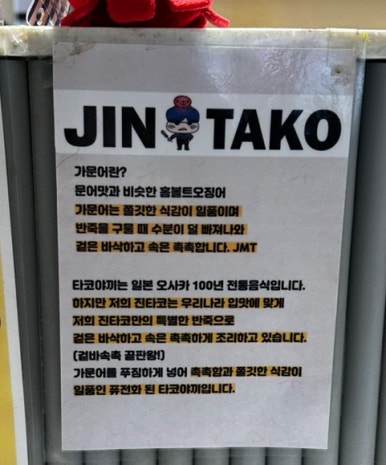 JIN TAKO
가문어란?
문어맛과 비슷한 훔볼트오징어
가문어는 쫄깃한 식감이 일품이며
반죽을 구울 때 수분이 덜 빠져나와
겉은 바삭하고 속은 촉촉합니다. JMT
타코야끼는 일본 오사카 100년 전통음식입니다.
하지만 저희 진타코는 우리나라 입맛에 맞게
저희 진타코만의 특별한 반죽으로
겉은 바삭하고 속은 촉촉하게 조리하고 있습니다.
(겉바속촉 끝판왕!)
가문어를 푸짐하게 넣어 촉촉함과 쫄깃한 식감이
일품인 퓨전화 된 타코야끼입니다.